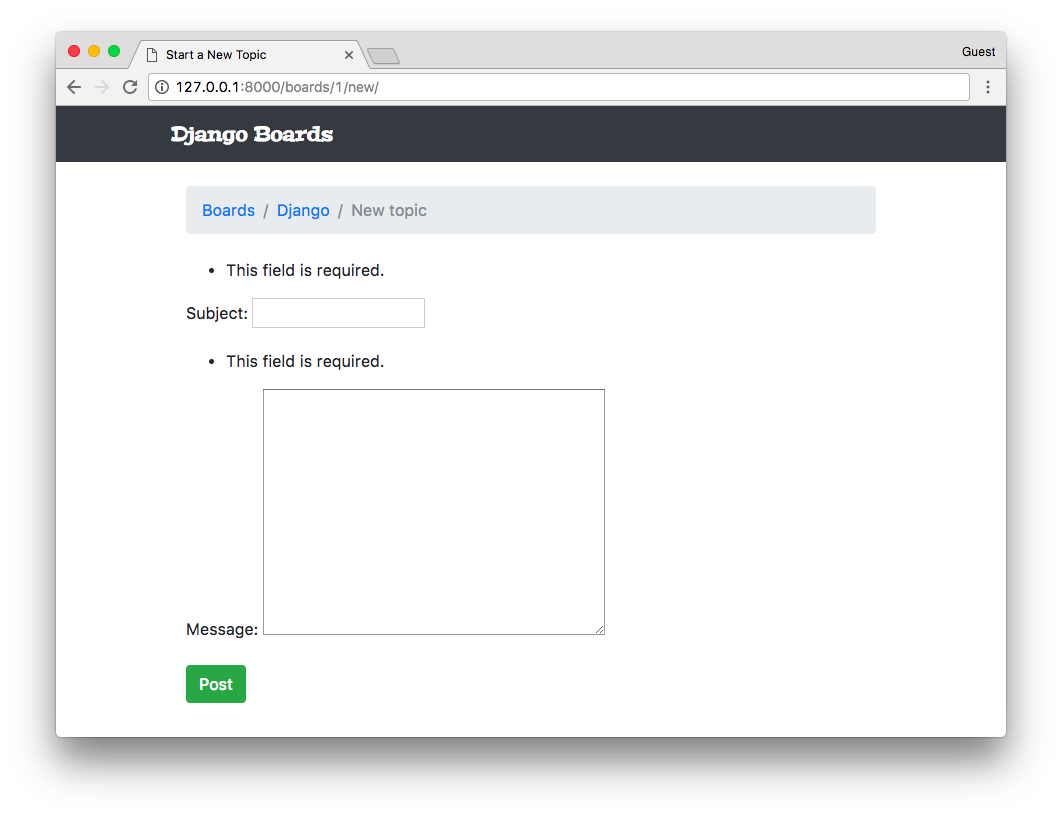 Start a New Topic
Guest
127.0.0.1:8000/boards/1/new/
Django Boards
Boards / Django / New topic
• This field is required.
Subject:
• This field is required.
Message:
Post